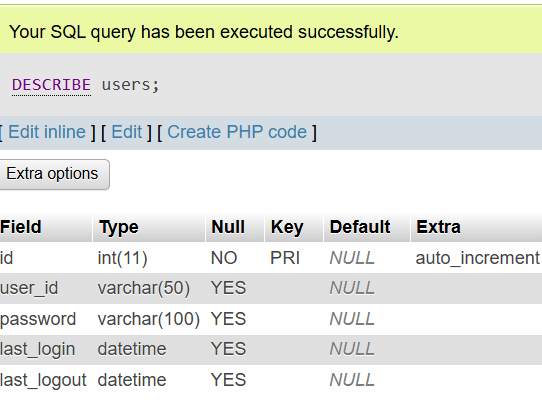 Your SQL query has been executed successfully.
DESCRIBE users;
[ Edit inline ] [ Edit ] [ Create PHP code ]
Extra options
Field Type Null Key Default Extra
id int(11) NO PRI NULL auto_increment
user_id varchar(50) YES NULL
password varchar(100) YES NULL
last_login datetime YES NULL
last_logout datetime YES NULL